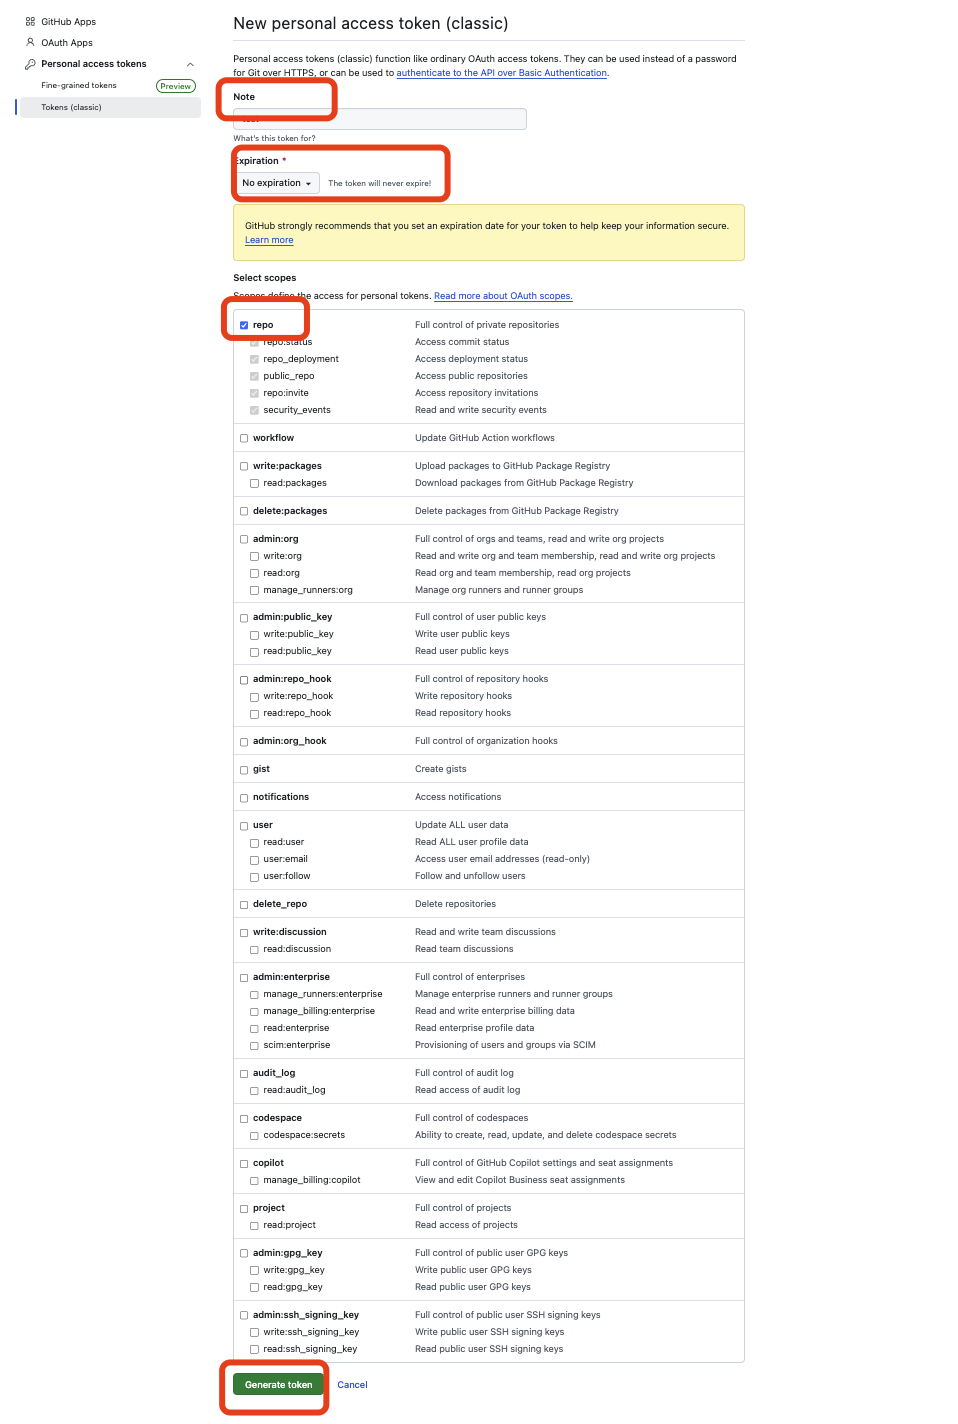 GitHub Apps
OAuth Apps
Personal access tokens
Fine-grained tokens Preview
Tokens (classic)
New personal access token (classic)
Personal access tokens (classic) function like ordinary OAuth access tokens. They can be used instead of a password
for Git over HTTPS, or can be used to authenticate to the API over Basic Authentication.
Note
What's this token for?
Expiration *
No expiration The token will never expire!
GitHub strongly recommends that you set an expiration date for your token to help keep your information secure.
Learn more
Select scopes
Scopes define the access for personal tokens. Read more about OAuth scopes.
repo Full control of private repositories
repo:status Access commit status
repo_deployment Access deployment status
public_repo Access public repositories
repo:invite Access repository invitations
security_events Read and write security events
workflow Update GitHub Action workflows
write:packages Upload packages to GitHub Package Registry
read:packages Download packages from GitHub Package Registry
delete:packages Delete packages from GitHub Package Registry
admin:org Full control of orgs and teams, read and write org projects
write:org Read and write org and team membership, read and write org projects
read:org Read org and team membership, read org projects
manage_runners:org Manage org runners and runner groups
admin:public_key Full control of user public keys
write:public_key Write user public keys
read:public_key Read user public keys
admin:repo_hook Full control of repository hooks
write:repo_hook Write repository hooks
read:repo_hook Read repository hooks
admin:org_hook Full control of organization hooks
gist Create gists
notifications Access notifications
user Update ALL user data
read:user Read ALL user profile data
user:email Access user email addresses (read-only)
user:follow Follow and unfollow users
delete_repo Delete repositories
write:discussion Read and write team discussions
read:discussion Read team discussions
admin:enterprise Full control of enterprises
manage_runners:enterprise Manage enterprise runners and runner groups
manage_billing:enterprise Read and write enterprise billing data
read:enterprise Read enterprise profile data
scim:enterprise Provisioning of users and groups via SCIM
audit_log Full control of audit log
read:audit_log Read access of audit log
codespace Full control of codespaces
codespace:secrets Ability to create, read, update, and delete codespace secrets
copilot Full control of GitHub Copilot settings and seat assignments
manage_billing:copilot View and edit Copilot Business seat assignments
project Full control of projects
read:project Read access of projects
admin:gpg_key Full control of public user GPG keys
write:gpg_key Write public user GPG keys
read:gpg_key Read public user GPG keys
admin:ssh_signing_key Full control of public user SSH signing keys
write:ssh_signing_key Write public user SSH signing keys
read:ssh_signing_key Read public user SSH signing keys
Generate token Cancel